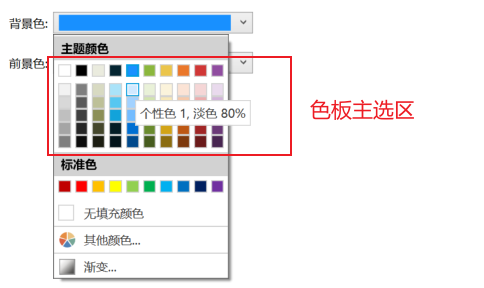 背景色:
主题颜色
前景色:
个性色 1, 淡色 80%
色板主选区
标准色
无填充颜色
其他颜色...
渐变...